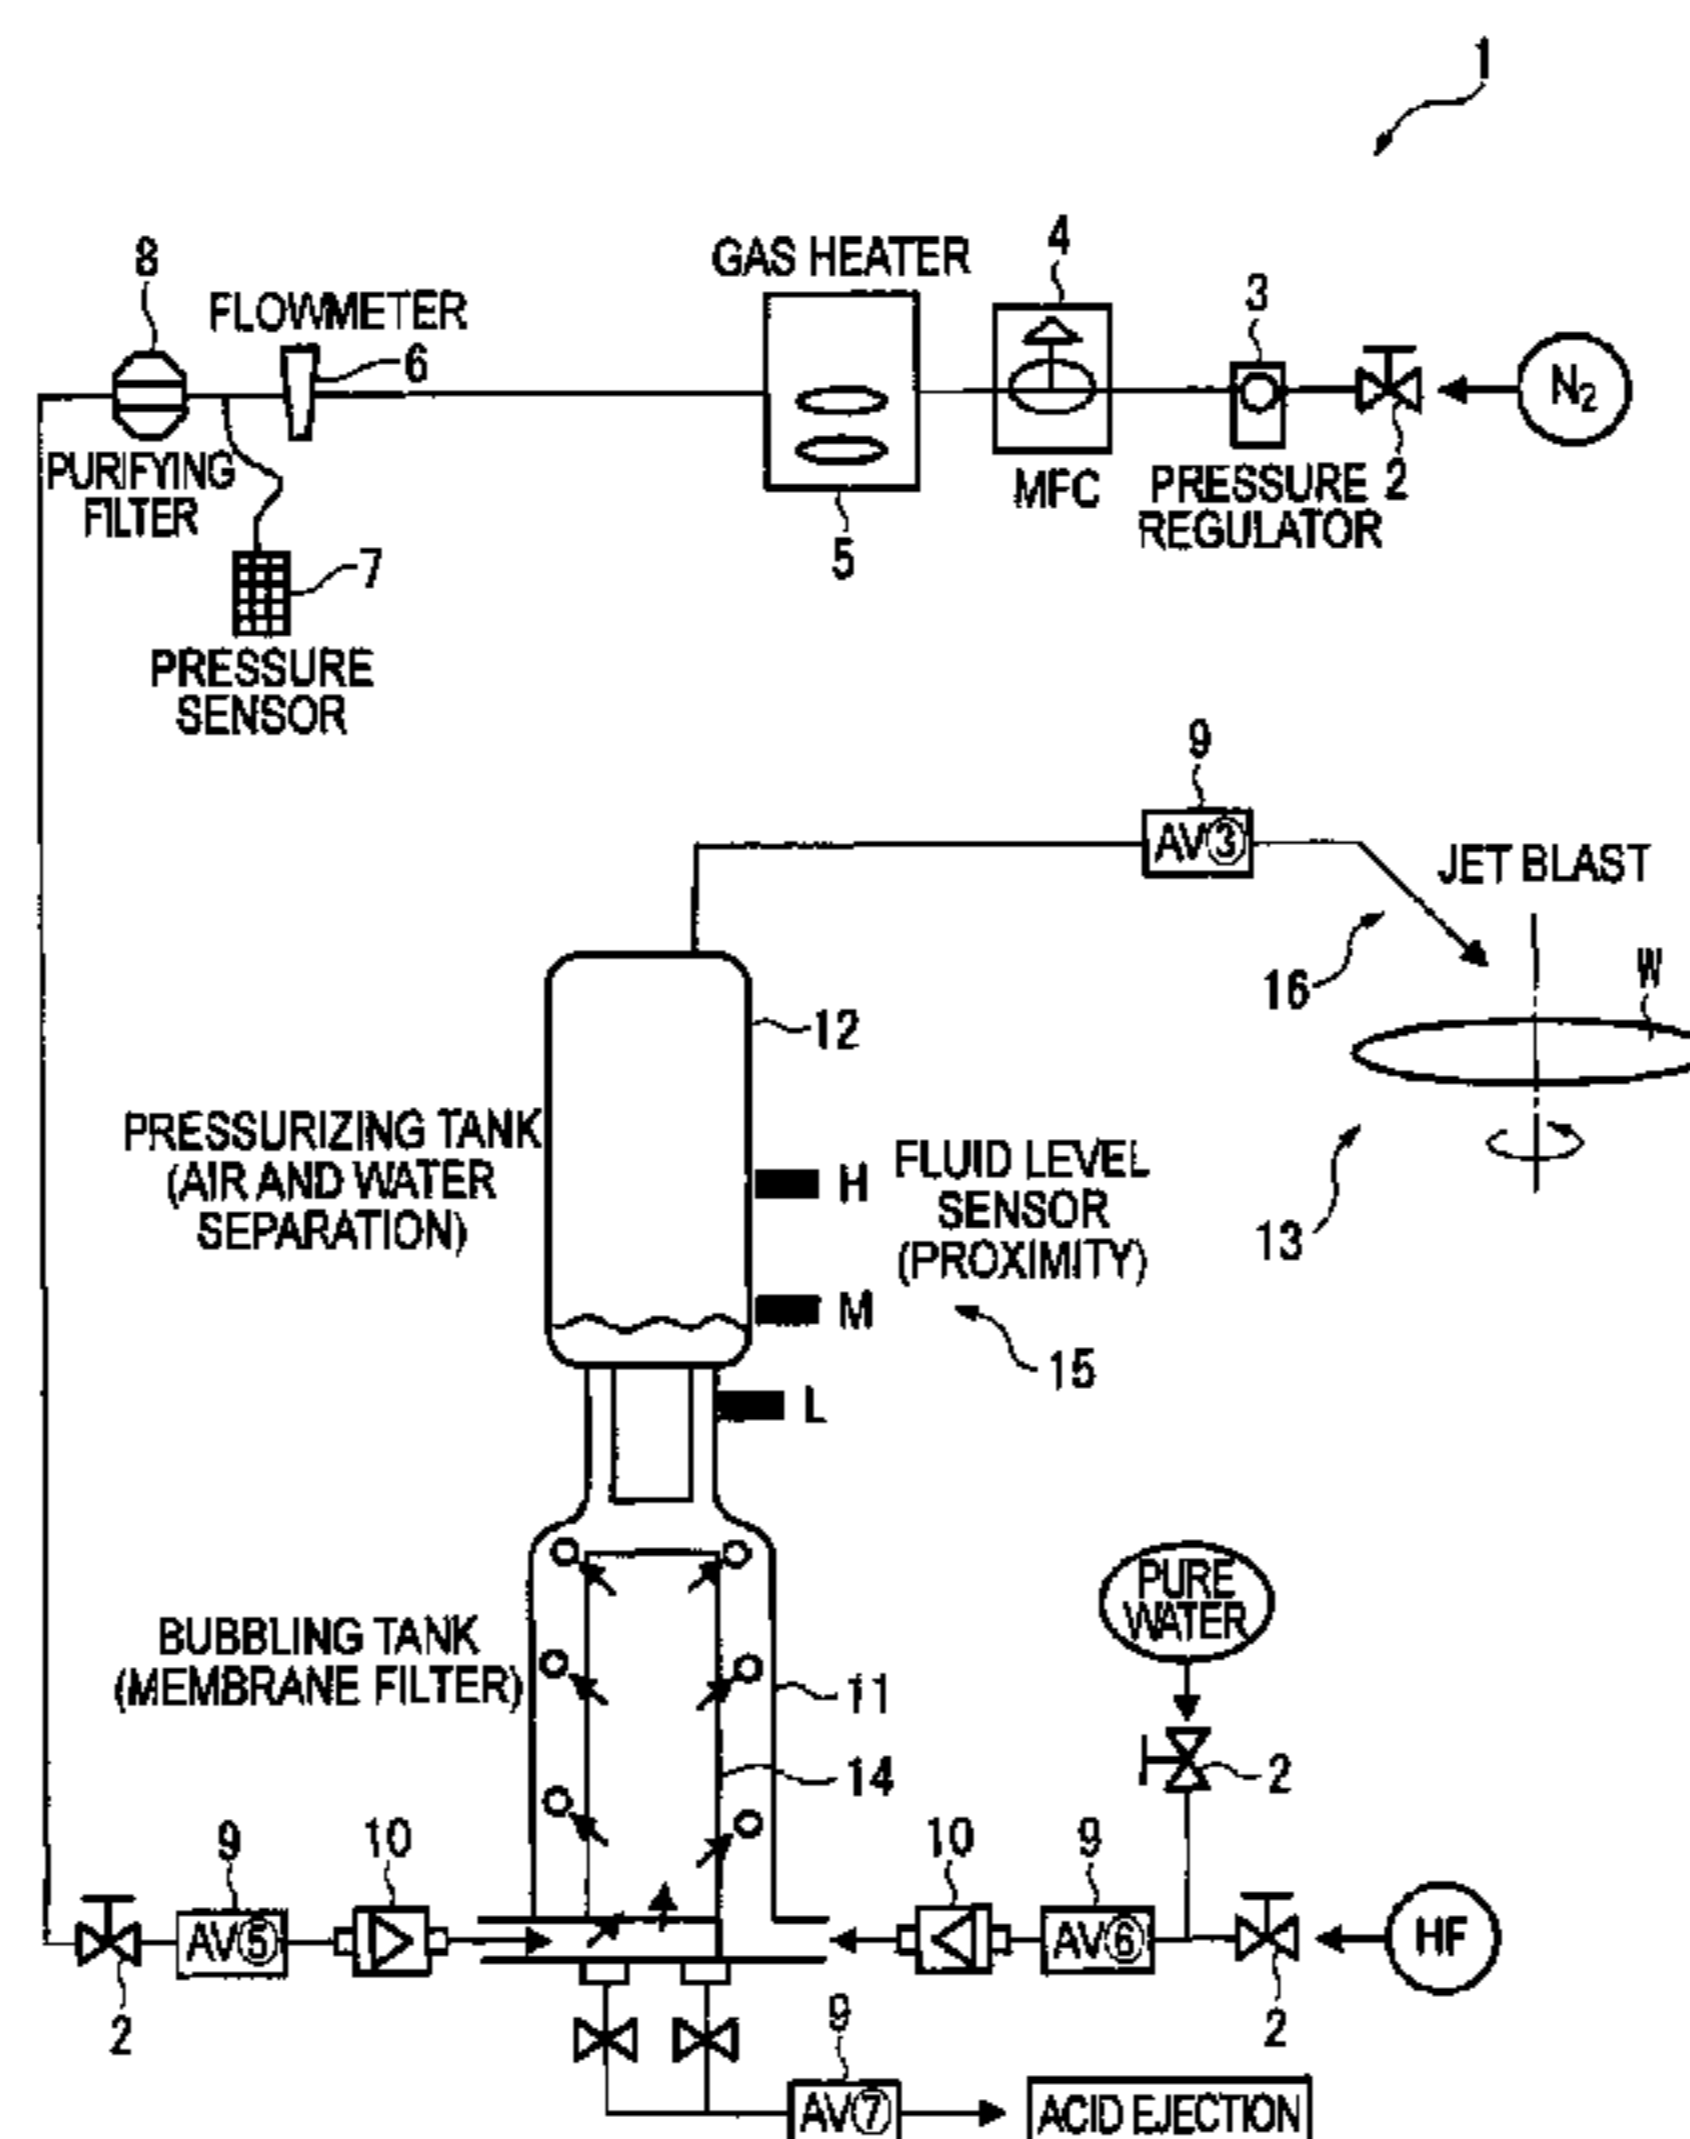 1
8
FLOWMETER
6
GAS HEATER
4
3
N2
PURIFYING
FILTER
5
MFC
PRESSURE
REGULATOR
2
7
PRESSURE
SENSOR
9
AV③
JET BLAST
16
W
12
PRESSURIZING TANK
(AIR AND WATER
SEPARATION)
H
FLUID LEVEL
SENSOR
(PROXIMITY)
13
M
15
L
PURE
WATER
BUBBLING TANK
(MEMBRANE FILTER)
11
14
2
9
10
10
9
AV⑤
AV⑥
HF
2
2
9
AV⑦
ACID EJECTION